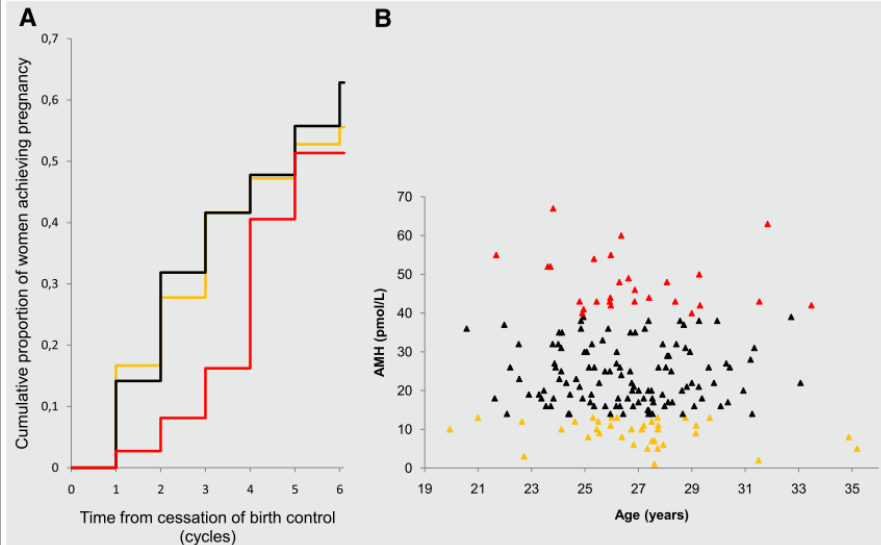 A
B
Cumulative proportion of women achieving pregnancy
0,7
0,6
0,5
0,4
0,3
0,2
0,1
0
0 1 2 3 4 5 6
Time from cessation of birth control
(cycles)
AMH (pmol/L)
70
60
50
40
30
20
10
0
19 21 23 25 27 29 31 33 35
Age (years)